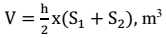 V = h/2 x(S₁ + S₂), m³